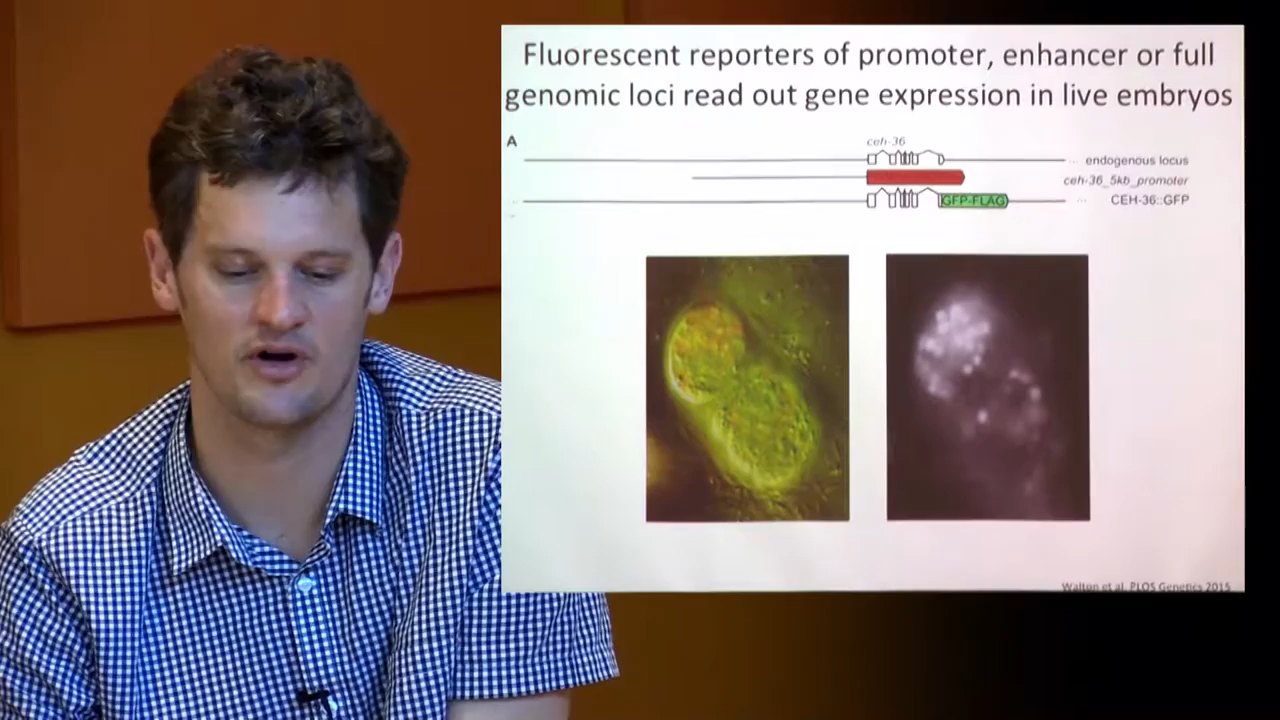 Fluorescent reporters of promoter, enhancer or full
genomic loci read out gene expression in live embryos
A
ceh-36
endogenous locus
ceh-36_5kb_promoter
GFP-FLAG
CEH-36::GFP
Walton et al. PLOS Genetics 2015